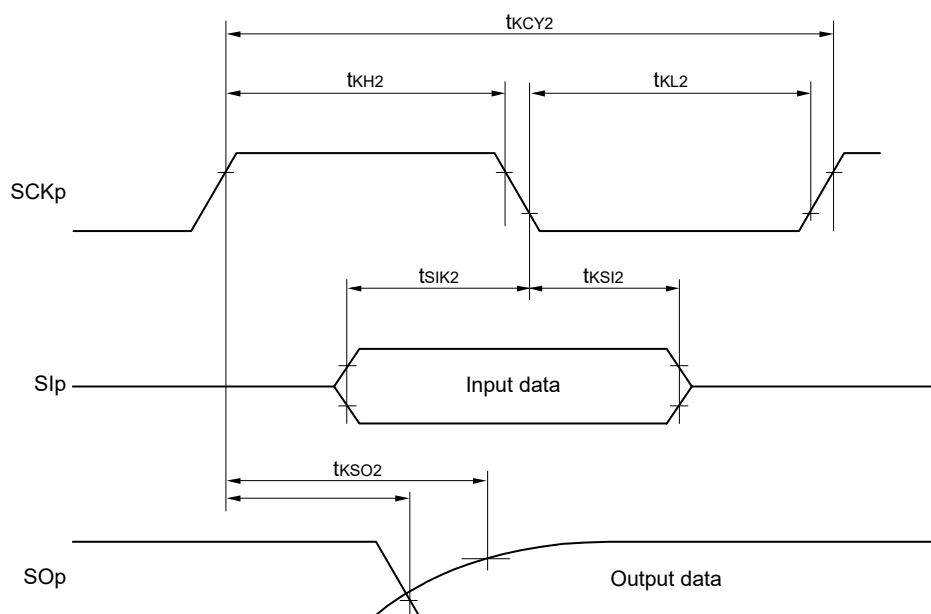 tKCY2
tKH2
tKL2
SCKp
tSIK2
tKSI2
SIp
Input data
tKSO2
SOp
Output data